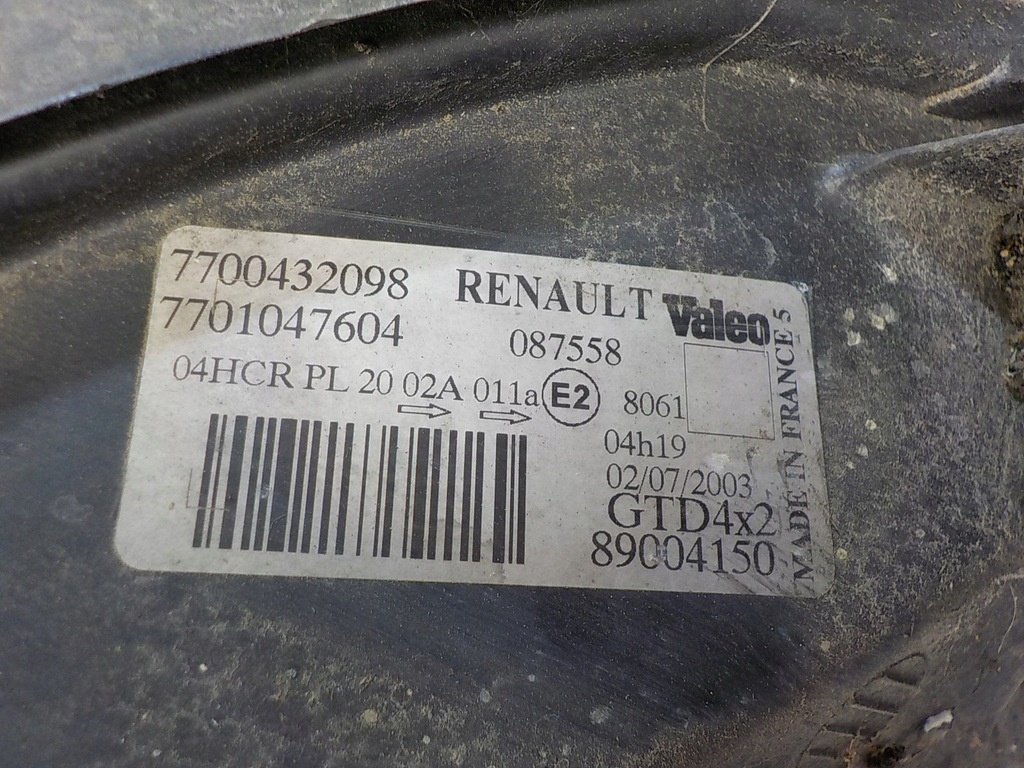 7700432098 RENAULT Valeo
7701047604 087558
04HCR PL 20 02A 011a E2 8061
04h19
02/07/2003
GTD4x2
89004150
MADE IN FRANCE 5